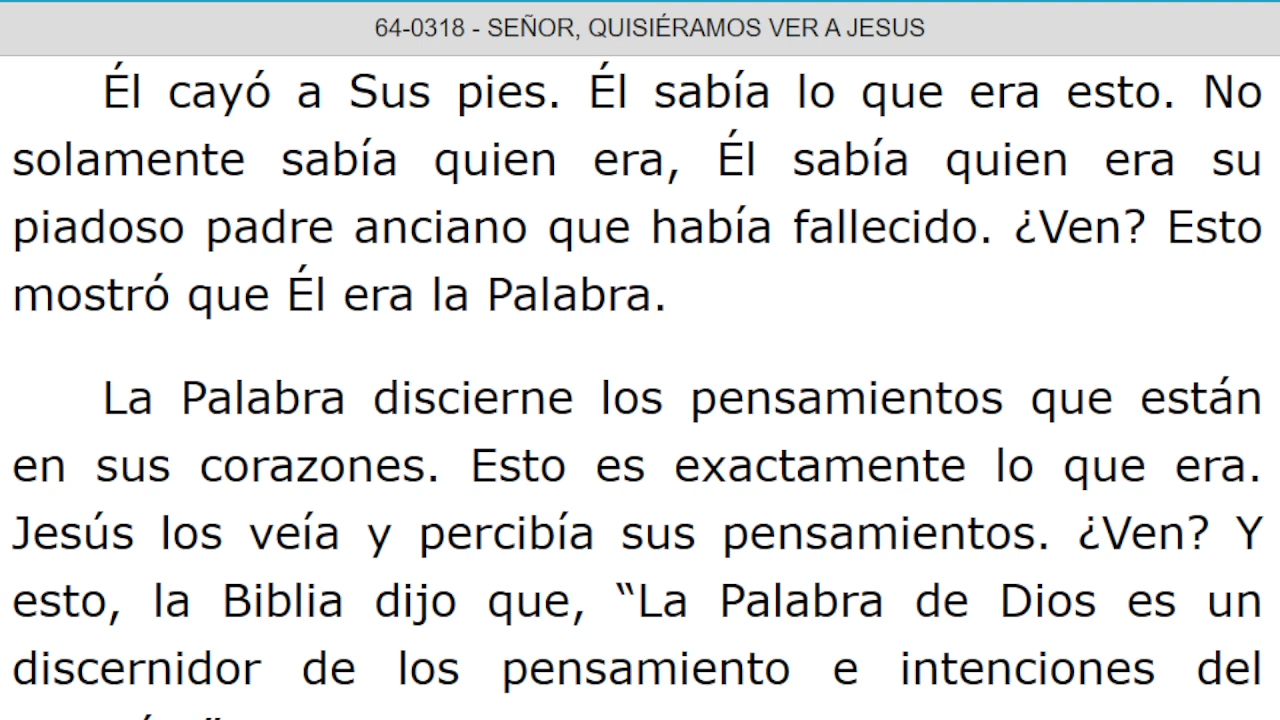 64-0318 - SEÑOR, QUISIÉRAMOS VER A JESUS
Él cayó a Sus pies. Él sabía lo que era esto. No
solamente sabía quien era, Él sabía quien era su
piadoso padre anciano que había fallecido. ¿Ven? Esto
mostró que Él era la Palabra.
La Palabra discierne los pensamientos que están
en sus corazones. Esto es exactamente lo que era.
Jesús los veía y percibía sus pensamientos. ¿Ven? Y
esto, la Biblia dijo que, “La Palabra de Dios es un
discernidor de los pensamiento e intenciones del